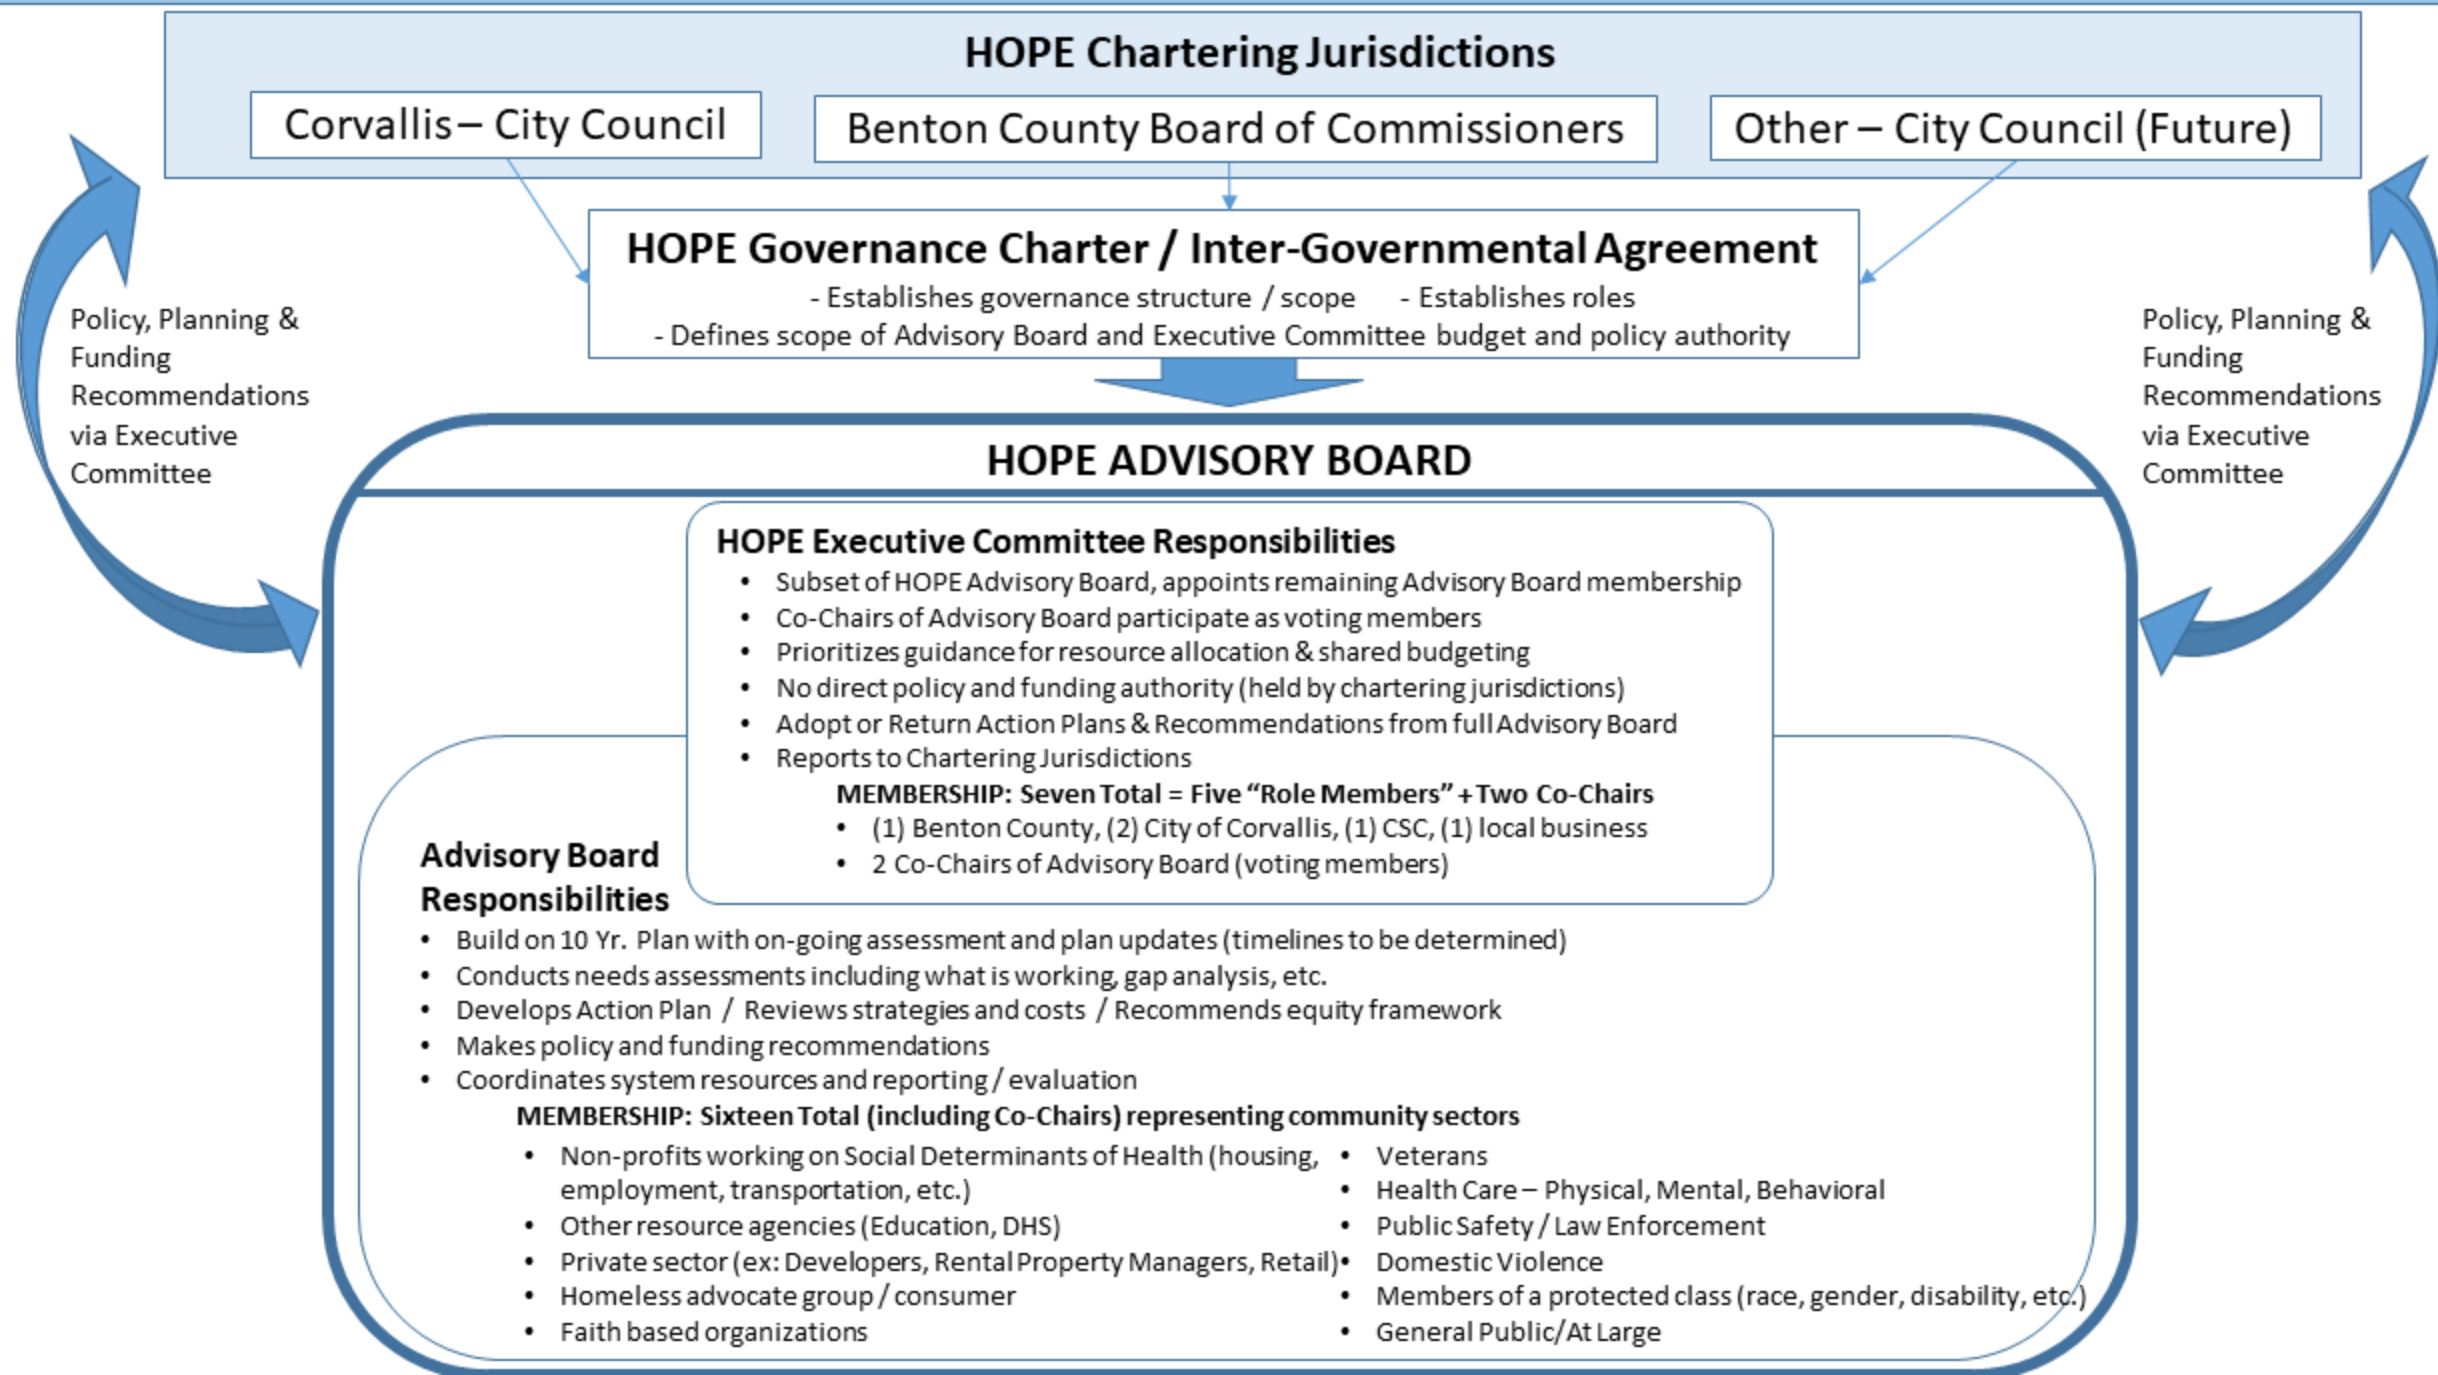 HOPE Chartering Jurisdictions
Corvallis – City Council
Benton County Board of Commissioners
Other – City Council (Future)
HOPE Governance Charter / Inter-Governmental Agreement
- Establishes governance structure / scope - Establishes roles
- Defines scope of Advisory Board and Executive Committee budget and policy authority
Policy, Planning &
Funding
Recommendations
via Executive
Committee
Policy, Planning &
Funding
Recommendations
via Executive
Committee
HOPE ADVISORY BOARD
HOPE Executive Committee Responsibilities
• Subset of HOPE Advisory Board, appoints remaining Advisory Board membership
• Co-Chairs of Advisory Board participate as voting members
• Prioritizes guidance for resource allocation & shared budgeting
• No direct policy and funding authority (held by chartering jurisdictions)
• Adopt or Return Action Plans & Recommendations from full Advisory Board
• Reports to Chartering Jurisdictions
MEMBERSHIP: Seven Total = Five “Role Members” + Two Co-Chairs
• (1) Benton County, (2) City of Corvallis, (1) CSC, (1) local business
• 2 Co-Chairs of Advisory Board (voting members)
Advisory Board
Responsibilities
• Build on 10 Yr. Plan with on-going assessment and plan updates (timelines to be determined)
• Conducts needs assessments including what is working, gap analysis, etc.
• Develops Action Plan / Reviews strategies and costs / Recommends equity framework
• Makes policy and funding recommendations
• Coordinates system resources and reporting / evaluation
MEMBERSHIP: Sixteen Total (including Co-Chairs) representing community sectors
• Non-profits working on Social Determinants of Health (housing,
employment, transportation, etc.)
• Other resource agencies (Education, DHS)
• Private sector (ex: Developers, Rental Property Managers, Retail)
• Homeless advocate group / consumer
• Faith based organizations
• Veterans
• Health Care – Physical, Mental, Behavioral
• Public Safety / Law Enforcement
• Domestic Violence
• Members of a protected class (race, gender, disability, etc.)
• General Public/At Large